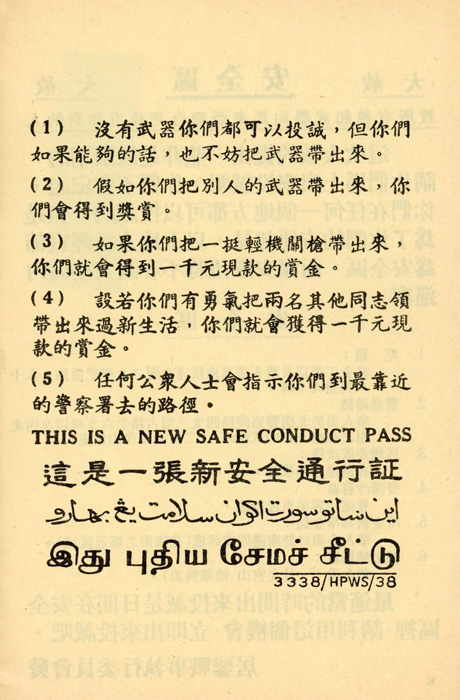 (1) 沒有武器你們都可以投誠，但你們
如果能夠的話，也不妨把武器帶出來。
(2) 假如你們把別人的武器帶出來，你
們會得到獎賞。
(3) 如果你們把一挺輕機關槍帶出來，
你們就會得到一千元現款的賞金。
(4) 設若你們有勇氣把兩名其他同志領
帶出來過新生活，你們就會獲得一千元現
款的賞金。
(5) 任何公衆人士會指示你們到最靠近
的警察署去的路徑。
THIS IS A NEW SAFE CONDUCT PASS
這是一張新安全通行証
اين ساتو سورت اکوان سلامت يڠ بهارو
இது புதிய சேமச் சீட்டு
3338/HPWS/38